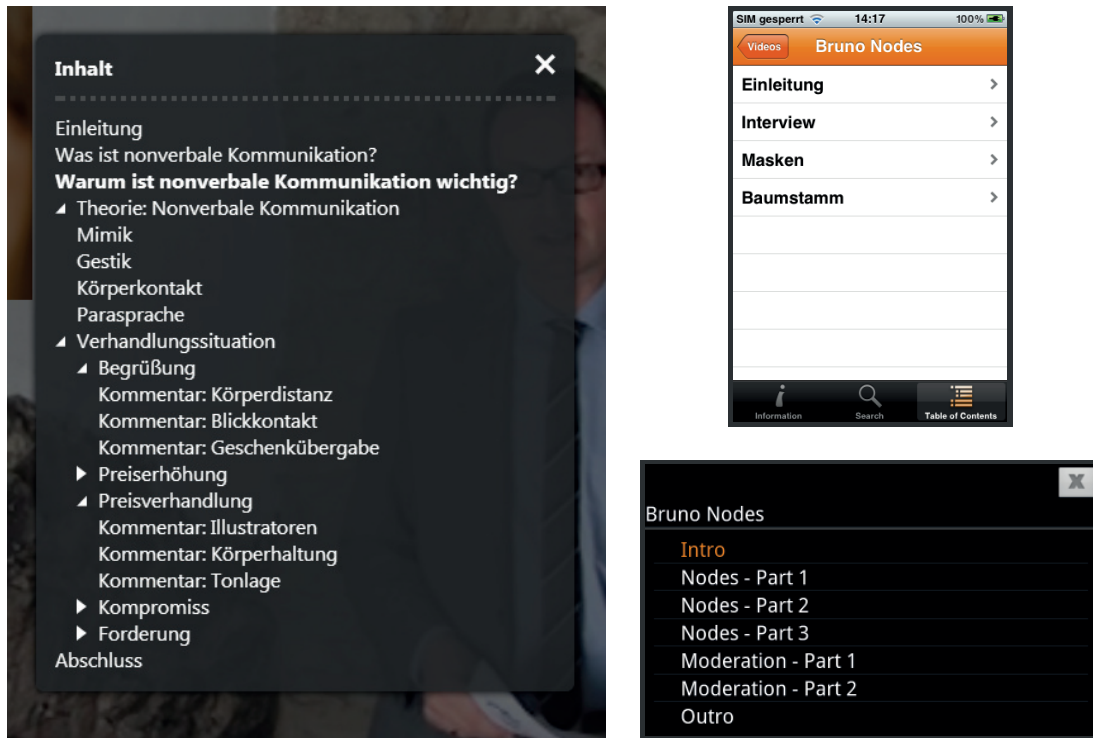 Inhalt
Einleitung
Was ist nonverbale Kommunikation?
Warum ist nonverbale Kommunikation wichtig?
Theorie: Nonverbale Kommunikation
Mimik
Gestik
Körperkontakt
Parasprache
Verhandlungssituation
Begrüßung
Kommentar: Körperdistanz
Kommentar: Blickkontakt
Kommentar: Geschenkübergabe
Preiserhöhung
Preisverhandlung
Kommentar: Illustratoren
Kommentar: Körperhaltung
Kommentar: Tonlage
Kompromiss
Forderung
Abschluss
SIM gesperrt 14:17 100%
Videos Bruno Nodes
Einleitung
Interview
Masken
Baumstamm
Information Search Table of Contents
Bruno Nodes
Intro
Nodes - Part 1
Nodes - Part 2
Nodes - Part 3
Moderation - Part 1
Moderation - Part 2
Outro